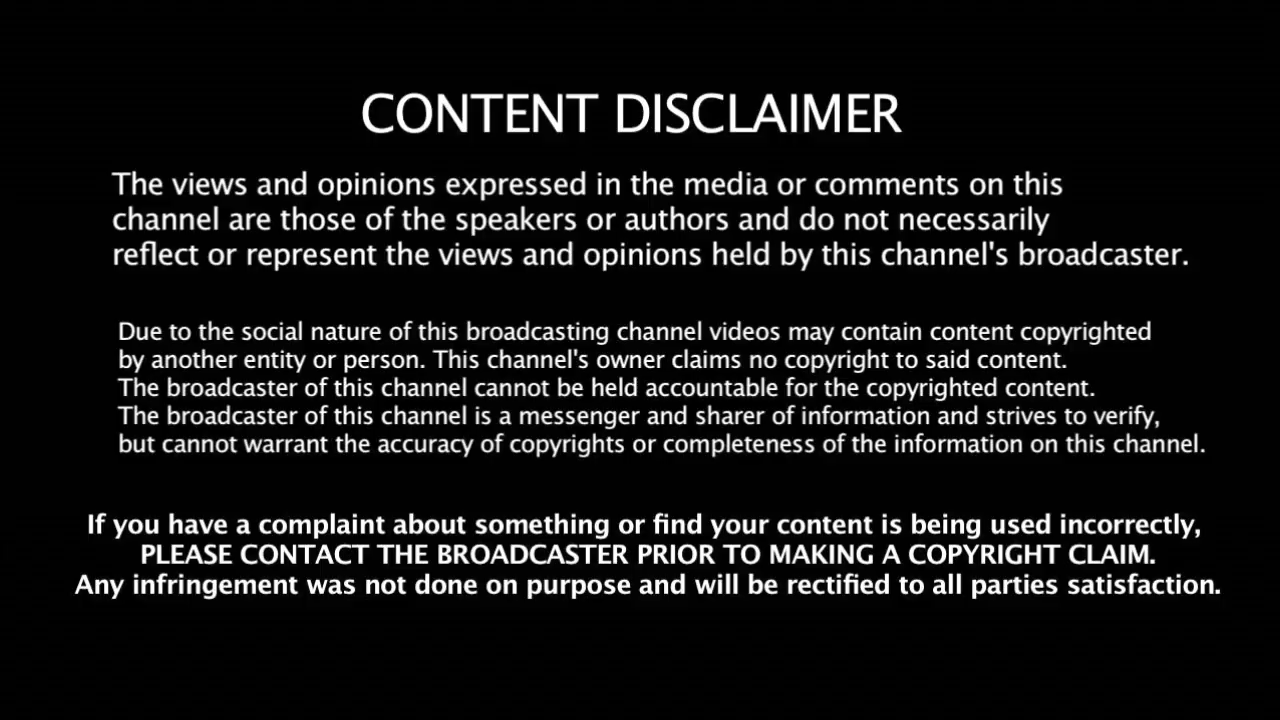 CONTENT DISCLAIMER
The views and opinions expressed in the media or comments on this
channel are those of the speakers or authors and do not necessarily
reflect or represent the views and opinions held by this channel's broadcaster.
Due to the social nature of this broadcasting channel videos may contain content copyrighted
by another entity or person. This channel's owner claims no copyright to said content.
The broadcaster of this channel cannot be held accountable for the copyrighted content.
The broadcaster of this channel is a messenger and sharer of information and strives to verify,
but cannot warrant the accuracy of copyrights or completeness of the information on this channel.
If you have a complaint about something or find your content is being used incorrectly,
PLEASE CONTACT THE BROADCASTER PRIOR TO MAKING A COPYRIGHT CLAIM.
Any infringement was not done on purpose and will be rectified to all parties satisfaction.